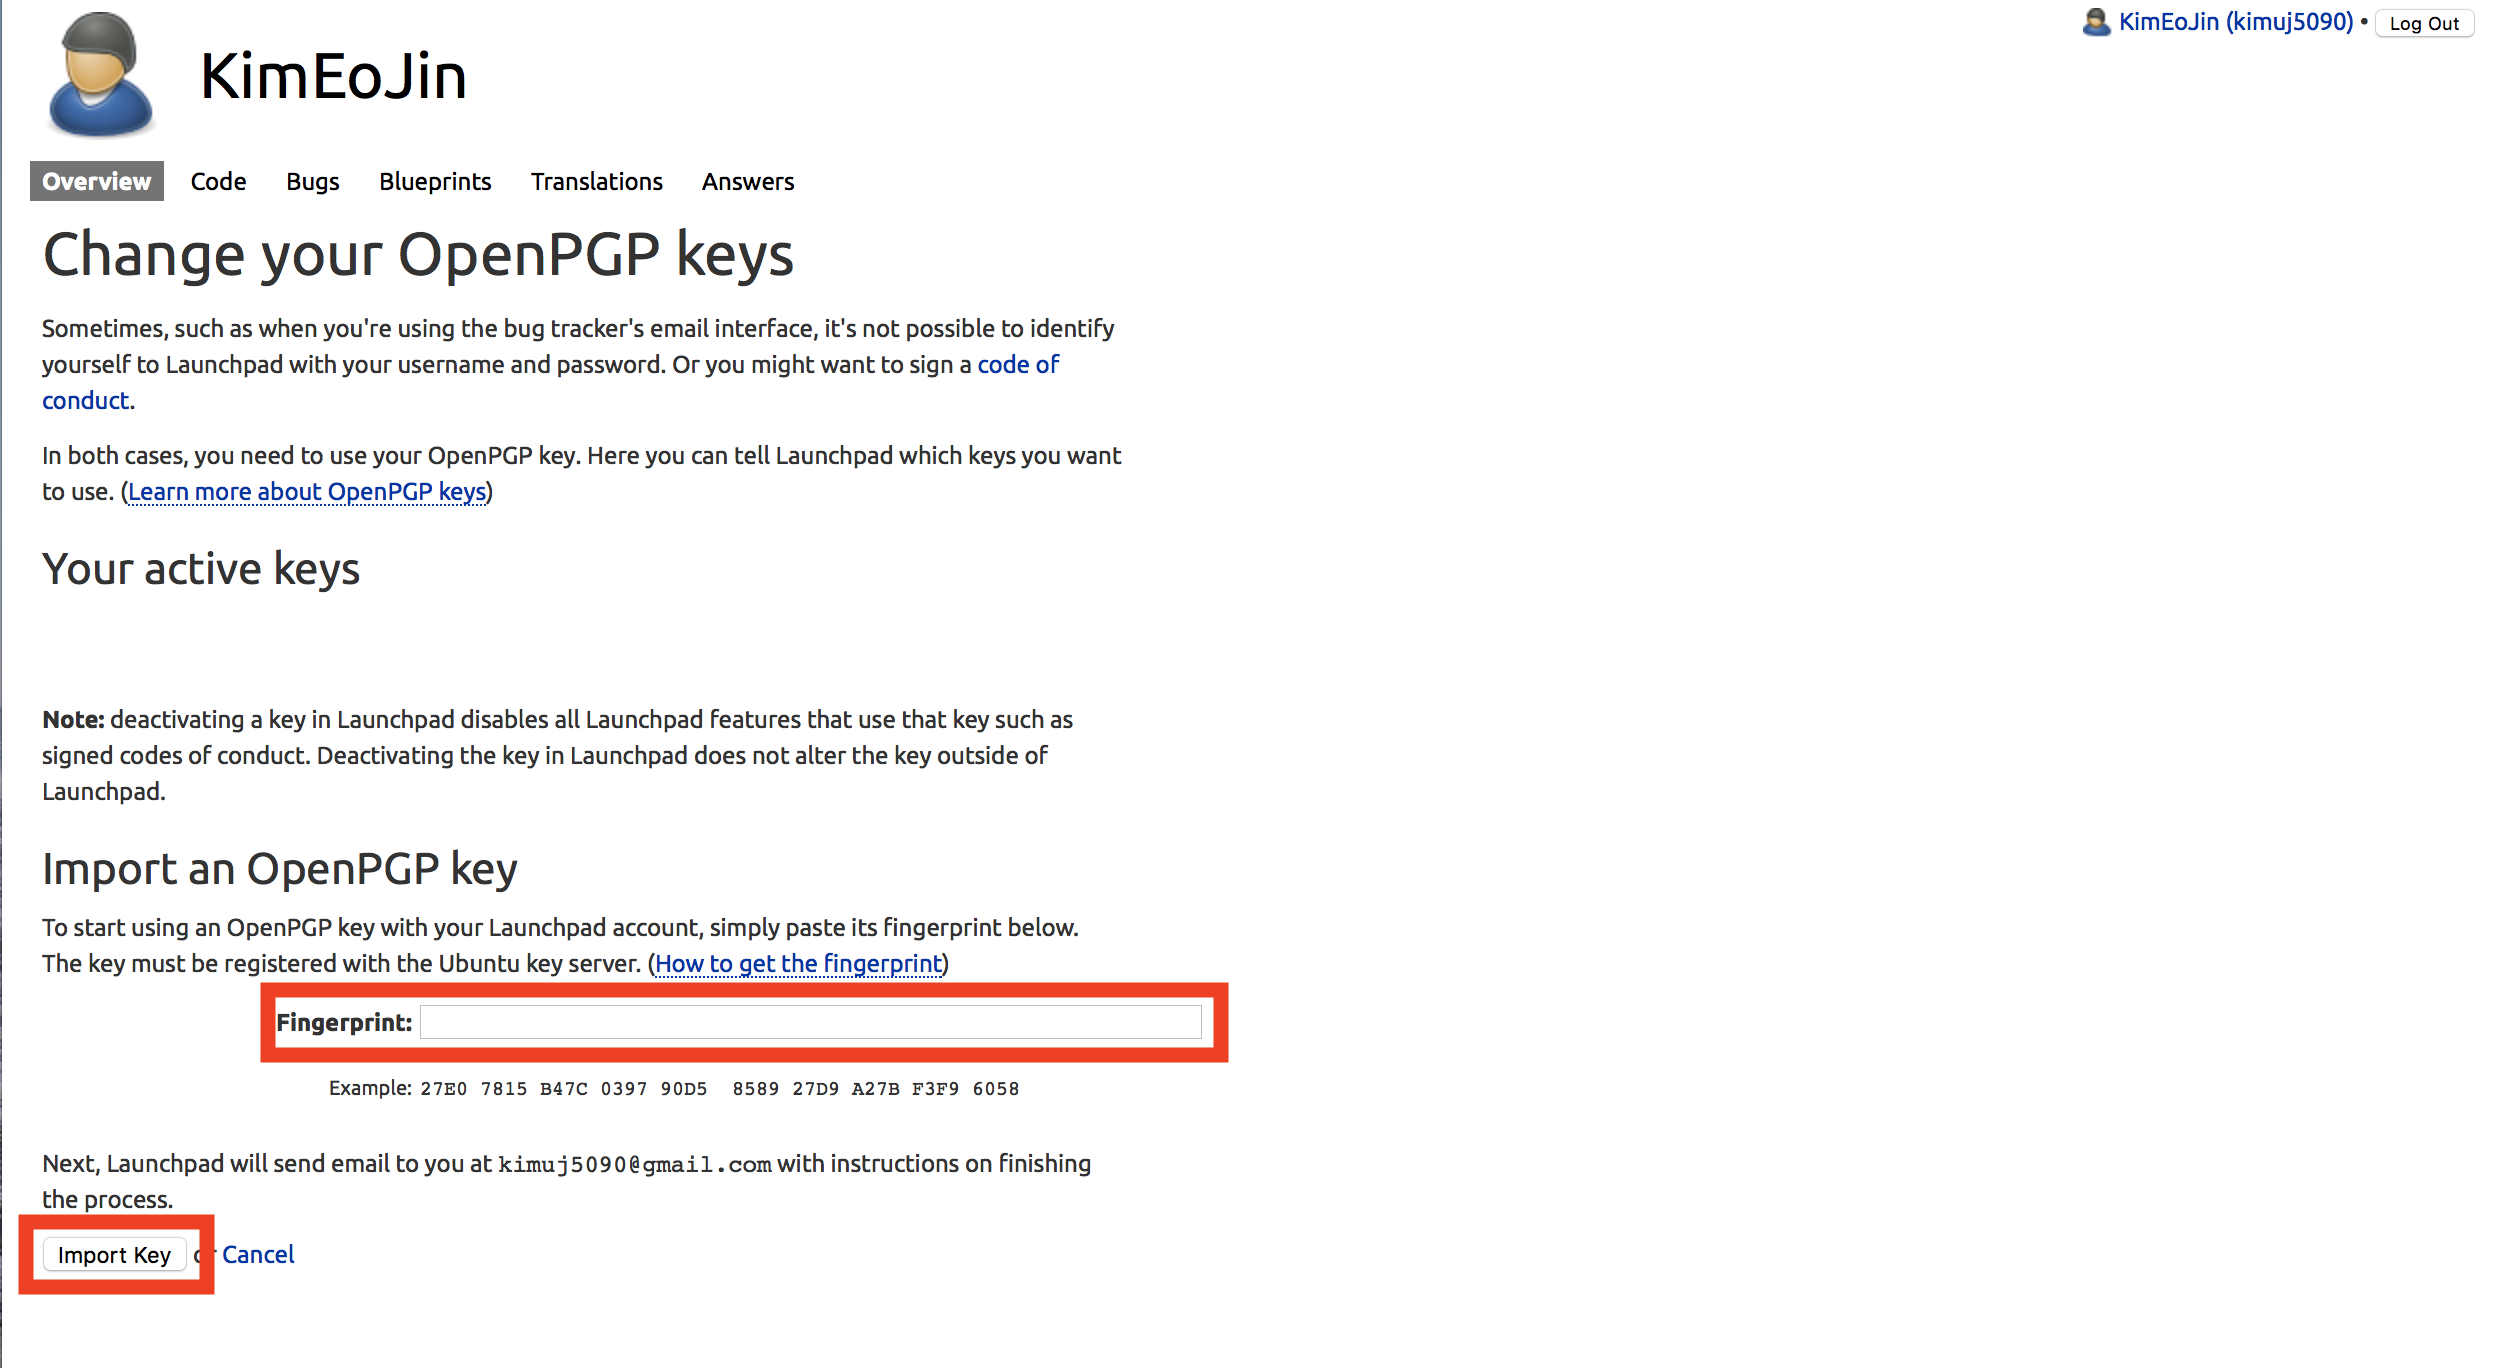 KimEoJin (kimuj5090) • Log Out
KimEoJin
Overview Code Bugs Blueprints Translations Answers
Change your OpenPGP keys
Sometimes, such as when you're using the bug tracker's email interface, it's not possible to identify
yourself to Launchpad with your username and password. Or you might want to sign a code of
conduct.
In both cases, you need to use your OpenPGP key. Here you can tell Launchpad which keys you want
to use. (Learn more about OpenPGP keys)
Your active keys
Note: deactivating a key in Launchpad disables all Launchpad features that use that key such as
signed codes of conduct. Deactivating the key in Launchpad does not alter the key outside of
Launchpad.
Import an OpenPGP key
To start using an OpenPGP key with your Launchpad account, simply paste its fingerprint below.
The key must be registered with the Ubuntu key server. (How to get the fingerprint)
Fingerprint:
Example: 27E0 7815 B47C 0397 90D5  8589 27D9 A27B F3F9 6058
Next, Launchpad will send email to you at kimuj5090@gmail.com with instructions on finishing
the process.
Import Key or Cancel